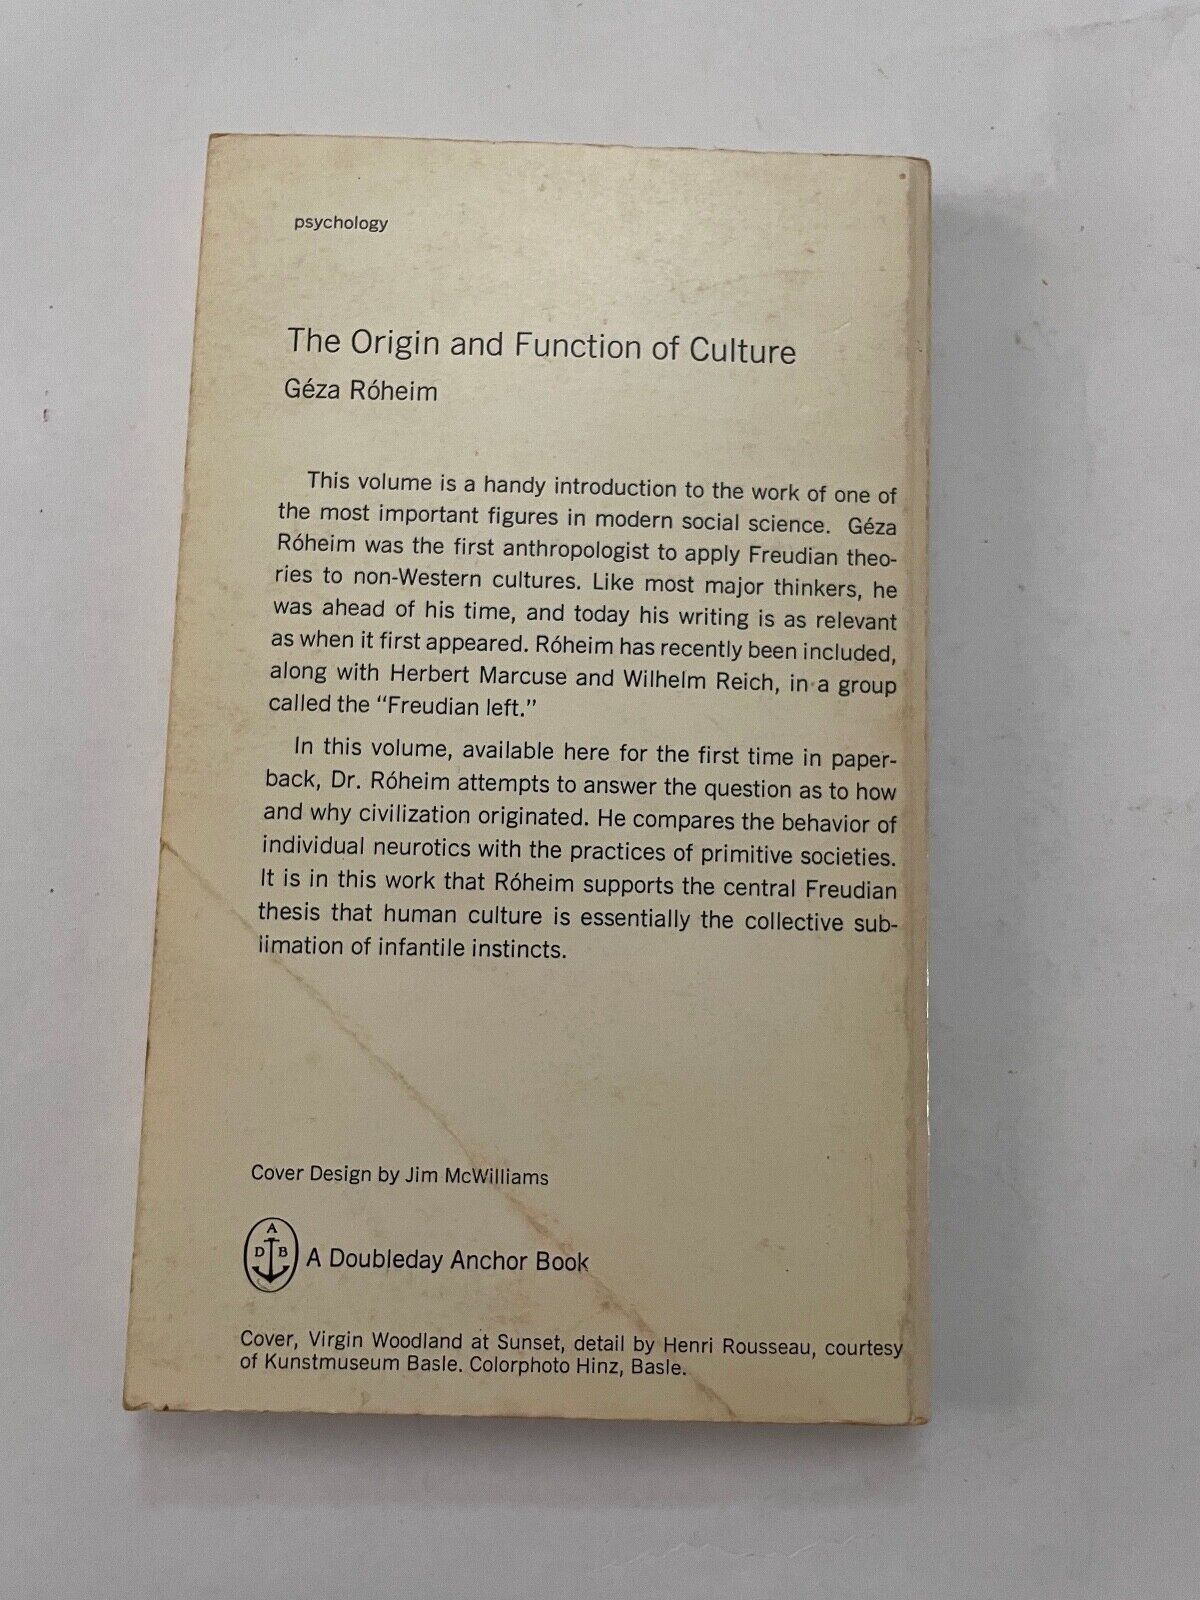 psychology
The Origin and Function of Culture
Géza Róheim
This volume is a handy introduction to the work of one of
the most important figures in modern social science. Géza
Róheim was the first anthropologist to apply Freudian theo-
ries to non-Western cultures. Like most major thinkers, he
was ahead of his time, and today his writing is as relevant
as when it first appeared. Róheim has recently been included,
along with Herbert Marcuse and Wilhelm Reich, in a group
called the “Freudian left.”
In this volume, available here for the first time in paper-
back, Dr. Róheim attempts to answer the question as to how
and why civilization originated. He compares the behavior of
individual neurotics with the practices of primitive societies.
It is in this work that Róheim supports the central Freudian
thesis that human culture is essentially the collective sub-
limation of infantile instincts.
Cover Design by Jim McWilliams
A
D B
A Doubleday Anchor Book
Cover, Virgin Woodland at Sunset, detail by Henri Rousseau, courtesy
of Kunstmuseum Basle. Colorphoto Hinz, Basle.